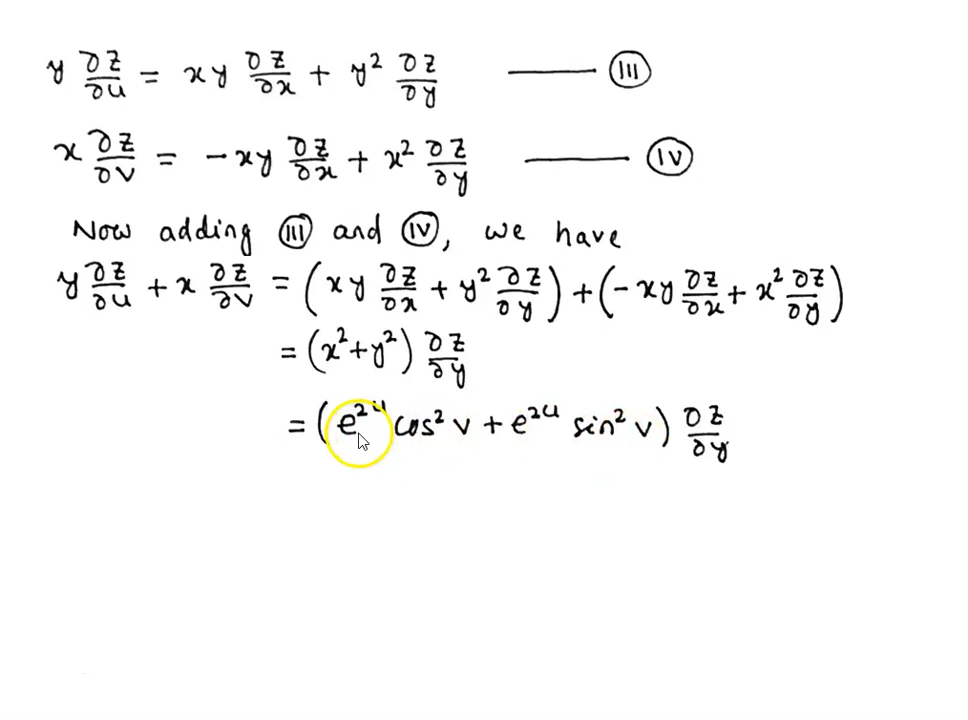 y ∂z/∂u = xy ∂z/∂x + y² ∂z/∂y —— (III)
x ∂z/∂v = - xy ∂z/∂x + x² ∂z/∂y —— (IV)
Now adding (III) and (IV), we have
y ∂z/∂u + x ∂z/∂v = (xy ∂z/∂x + y² ∂z/∂y) + (- xy ∂z/∂x + x² ∂z/∂y)
= (x² + y²) ∂z/∂y
= (e²ᵘ cos² v + e²ᵘ sin² v) ∂z/∂y